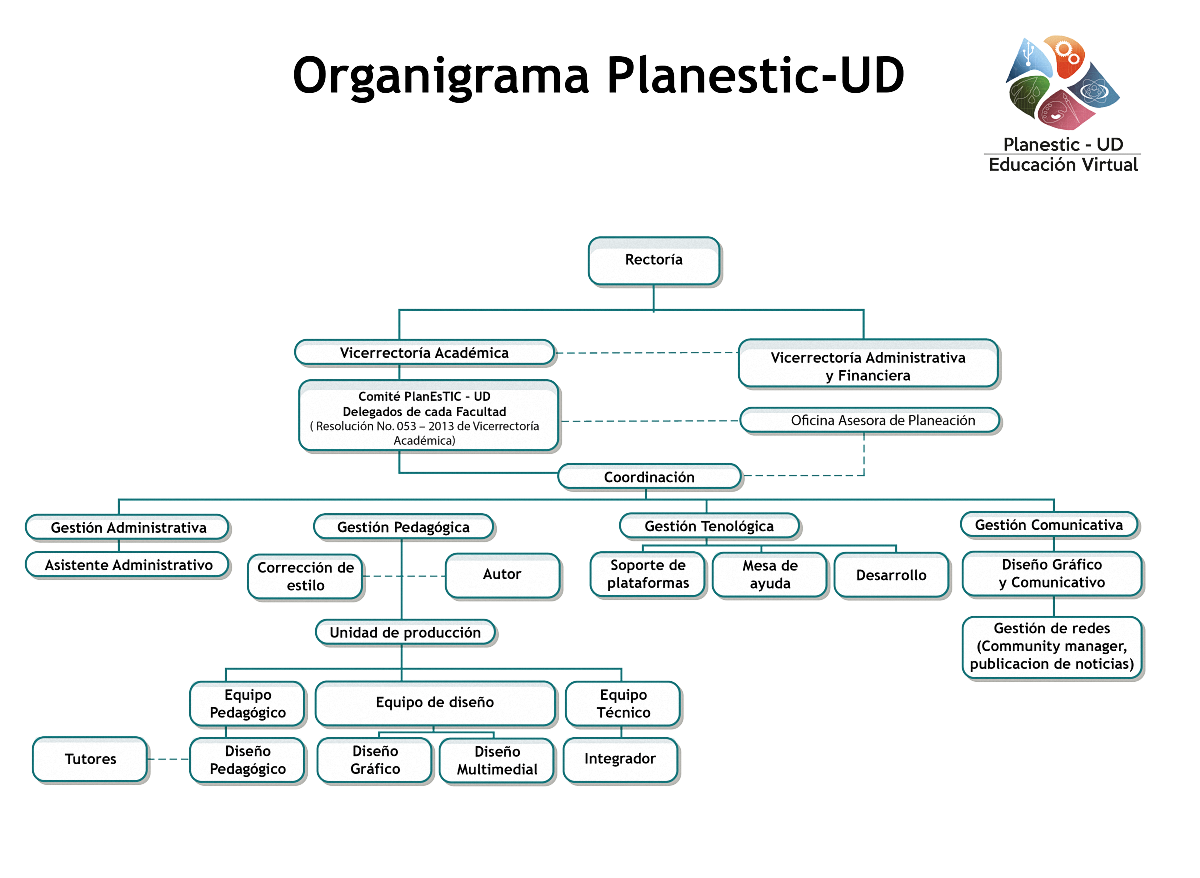 Organigrama Planestic-UD
Planestic - UD
Educación Virtual
Rectoría
Vicerrectoría Académica
Vicerrectoría Administrativa
y Financiera
Comité PlanEsTIC - UD
Delegados de cada Facultad
( Resolución No. 053 – 2013 de Vicerrectoría
Académica)
Oficina Asesora de Planeación
Coordinación
Gestión Administrativa
Gestión Pedagógica
Gestión Tenológica
Gestión Comunicativa
Asistente Administrativo
Corrección de
estilo
Autor
Soporte de
plataformas
Mesa de
ayuda
Desarrollo
Diseño Gráfico
y Comunicativo
Unidad de producción
Gestión de redes
(Community manager,
publicacion de noticias)
Equipo
Pedagógico
Equipo de diseño
Equipo
Técnico
Tutores
Diseño
Pedagógico
Diseño
Gráfico
Diseño
Multimedial
Integrador